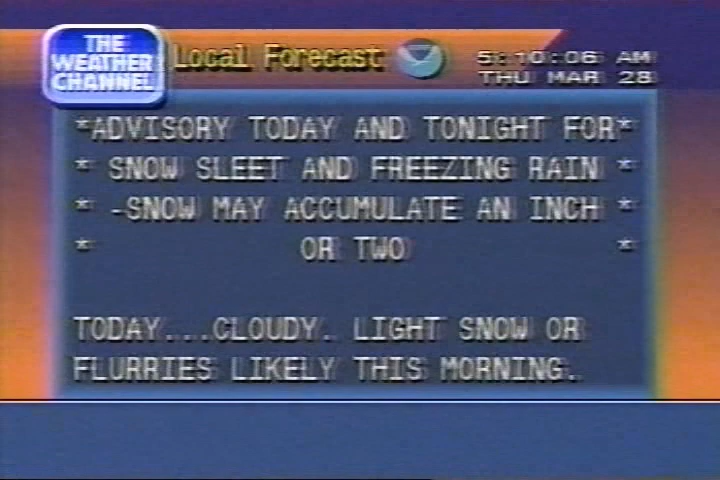 THE
WEATHER
CHANNEL
Local Forecast
5:10:06 AM
THU MAR 28
*ADVISORY TODAY AND TONIGHT FOR*
* SNOW SLEET AND FREEZING RAIN *
* -SNOW MAY ACCUMULATE AN INCH *
* OR TWO *
TODAY...CLOUDY. LIGHT SNOW OR
FLURRIES LIKELY THIS MORNING.